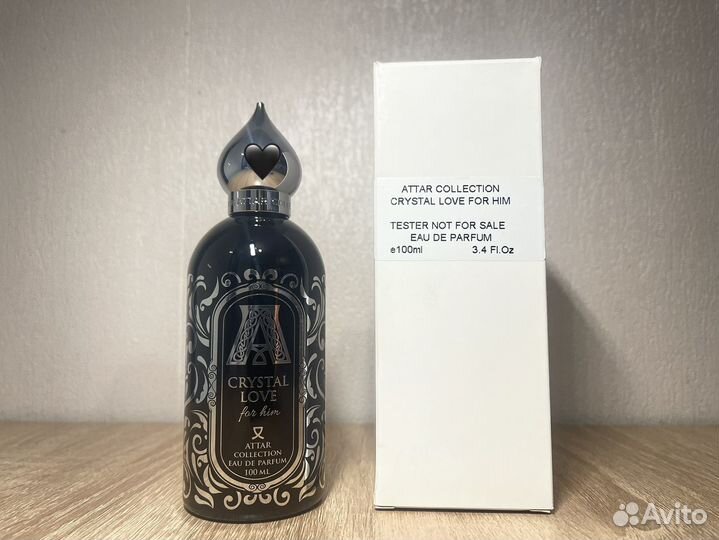 ATTAR COLLECTION
CRYSTAL LOVE FOR HIM
TESTER NOT FOR SALE
EAU DE PARFUM
e100ml 3.4 Fl.Oz
A
CRYSTAL
LOVE
for him
ATTAR
COLLECTION
EAU DE PARFUM
100 ML
Avito